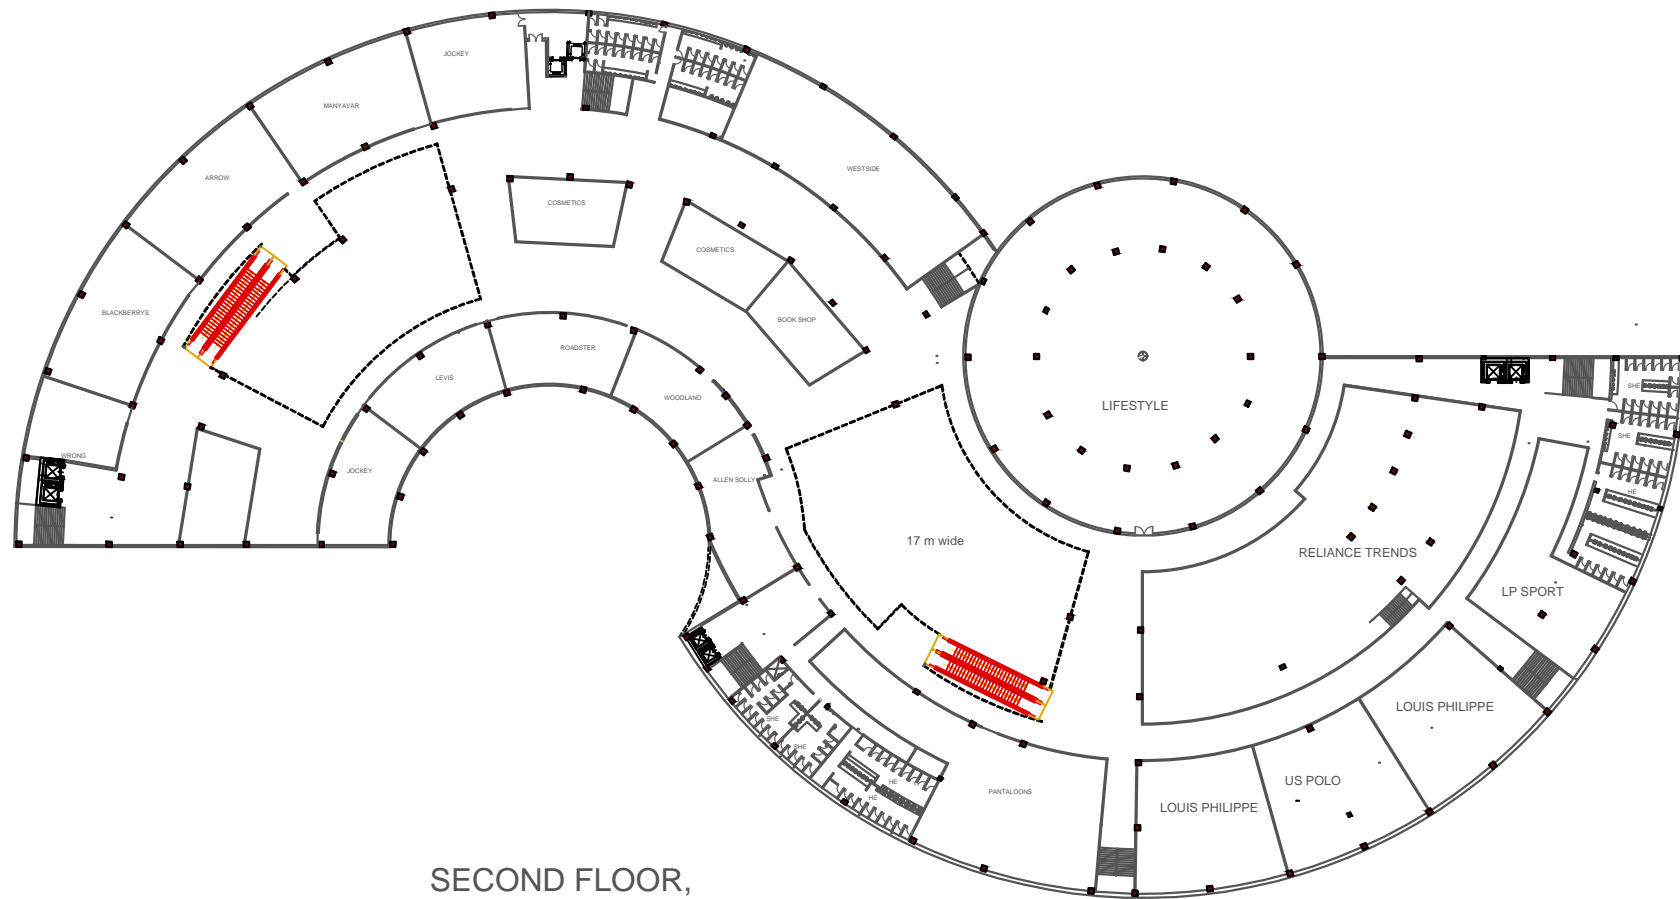 JOCKEY
MANYAVAR
ARROW
WESTSIDE
COSMETICS
COSMETICS
BLACKBERRYS
BOOK SHOP
ROADSTER
LEVIS
WOODLAND
LIFESTYLE
SHE
SHE
WRONG
JOCKEY
ALLEN SOLLY
HE
17 m wide
RELIANCE TRENDS
LP SPORT
LOUIS PHILIPPE
SHE
SHE
HE
HE
PANTALOONS
US POLO
LOUIS PHILIPPE
SECOND FLOOR,